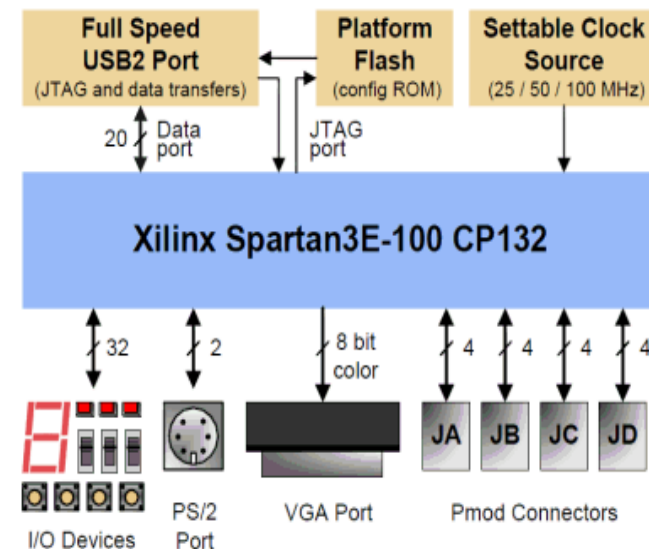 Full Speed
USB2 Port
(JTAG and data transfers)
Platform
Flash
(config ROM)
Settable Clock
Source
(25 / 50 / 100 MHz)
20
Data
port
JTAG
port
Xilinx Spartan3E-100 CP132
32
2
8 bit
color
4
4
4
4
JA
JB
JC
JD
I/O Devices
PS/2
Port
VGA Port
Pmod Connectors